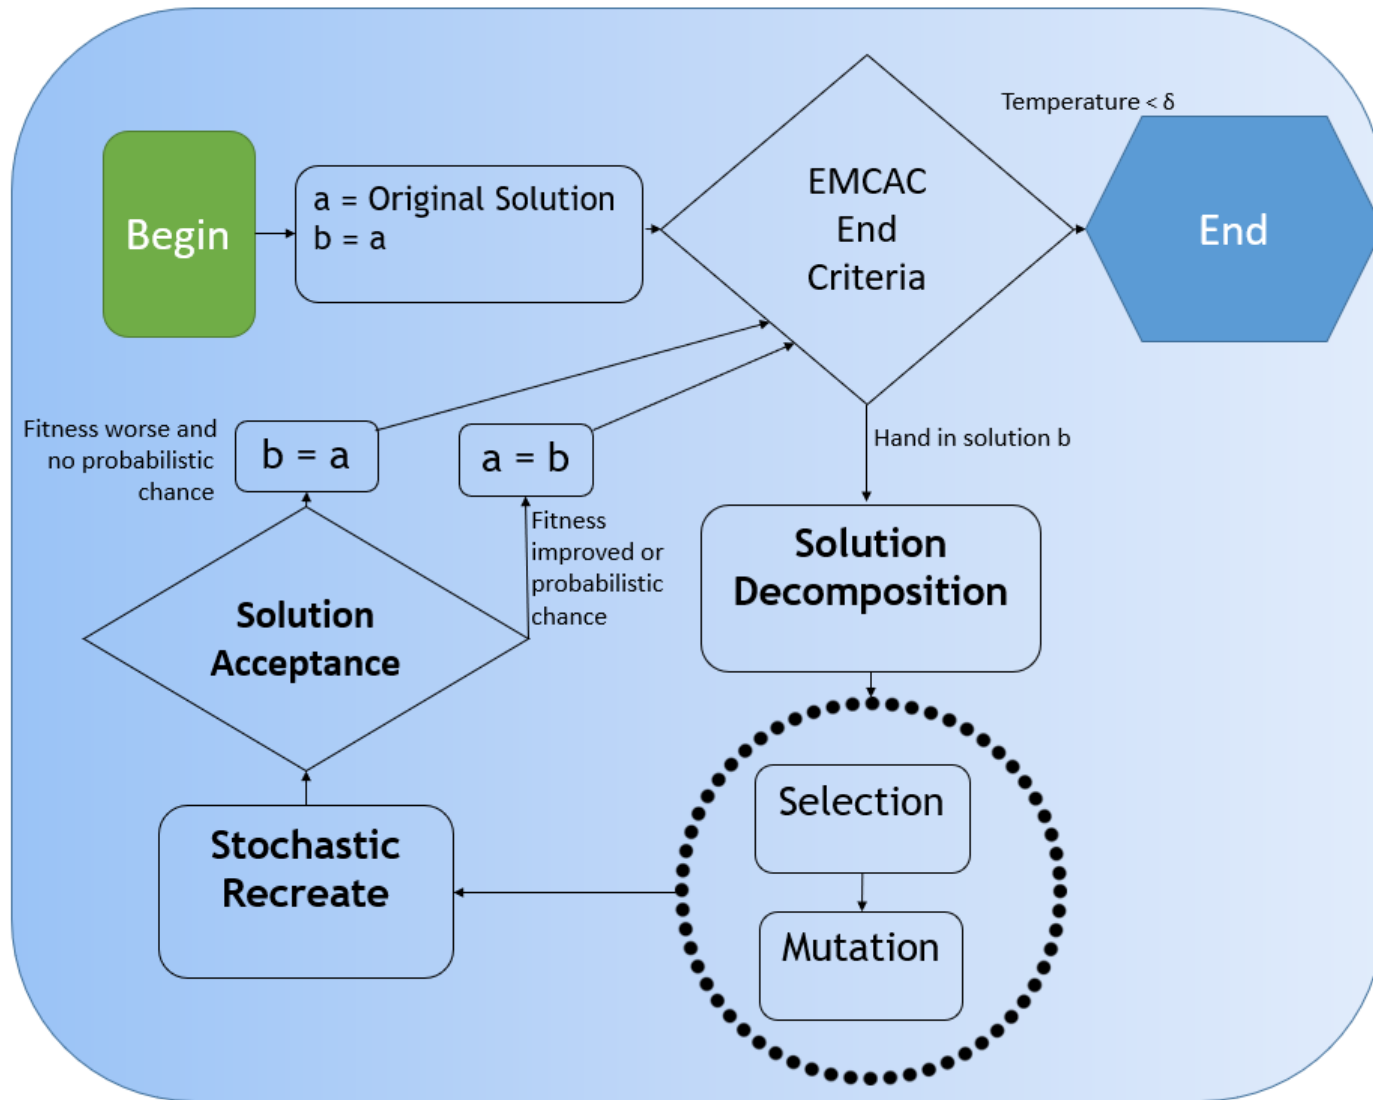 Begin
a = Original Solution
b = a
EMCAC
End
Criteria
Temperature < δ
End
Hand in solution b
Solution
Decomposition
Selection
Mutation
Stochastic
Recreate
Solution
Acceptance
Fitness worse and
no probabilistic
chance
b = a
Fitness
improved or
probabilistic
chance
a = b